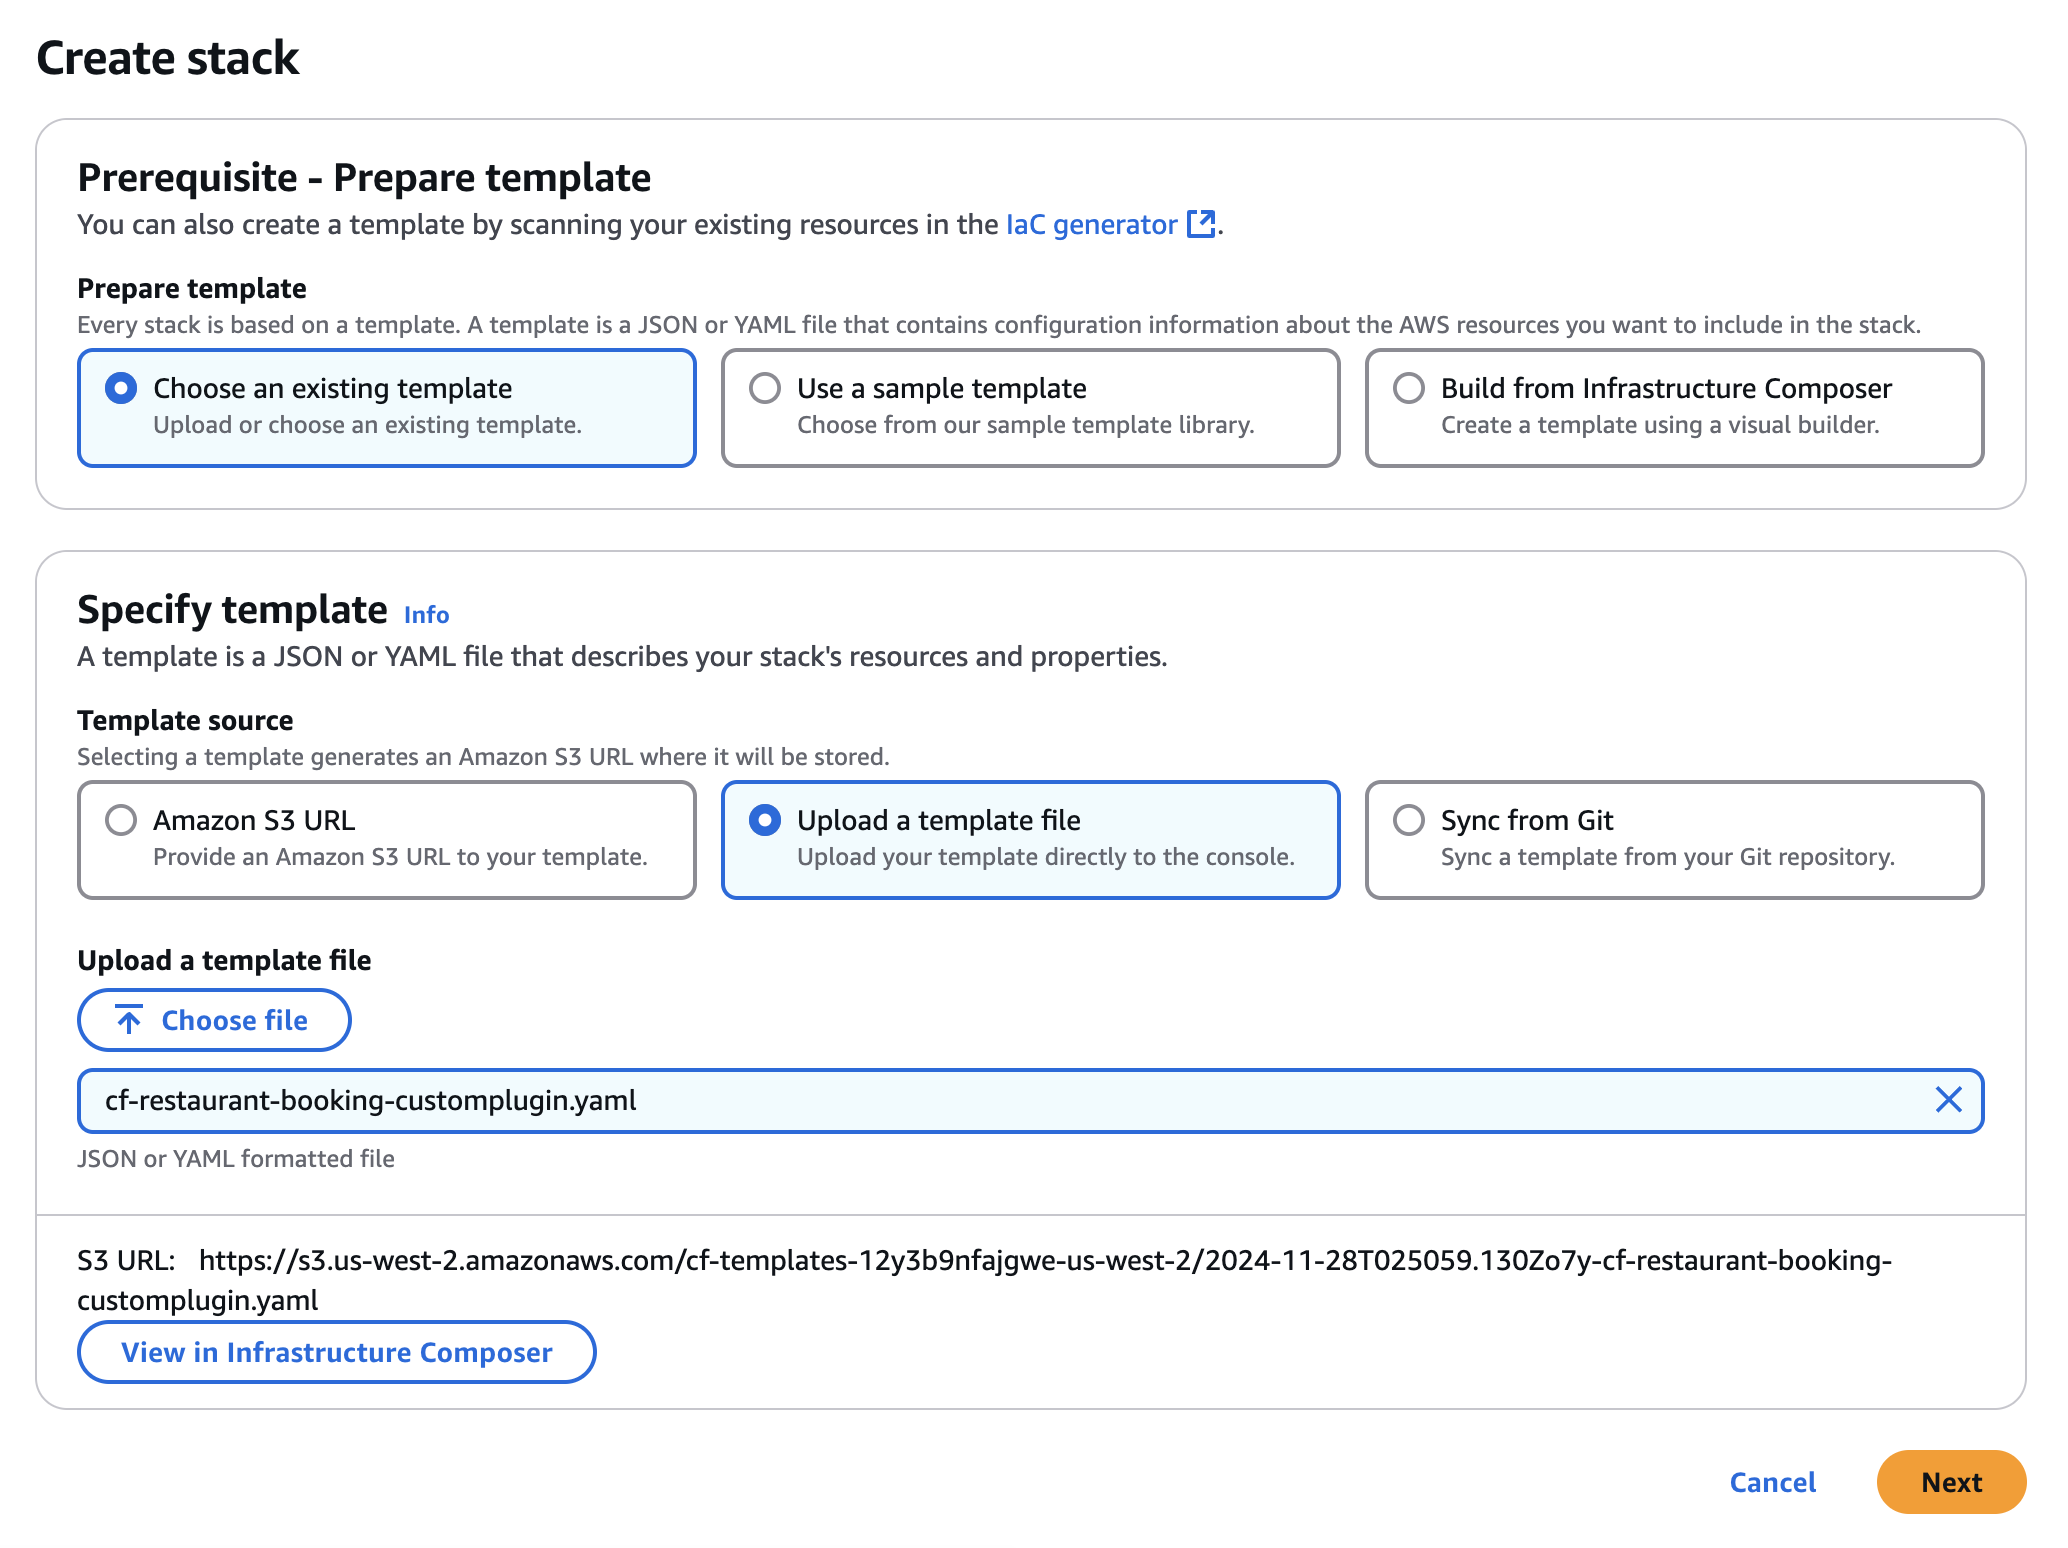 Create stack
Prerequisite - Prepare template
You can also create a template by scanning your existing resources in the IaC generator.
Prepare template
Every stack is based on a template. A template is a JSON or YAML file that contains configuration information about the AWS resources you want to include in the stack.
Choose an existing template
Upload or choose an existing template.
Use a sample template
Choose from our sample template library.
Build from Infrastructure Composer
Create a template using a visual builder.
Specify template Info
A template is a JSON or YAML file that describes your stack's resources and properties.
Template source
Selecting a template generates an Amazon S3 URL where it will be stored.
Amazon S3 URL
Provide an Amazon S3 URL to your template.
Upload a template file
Upload your template directly to the console.
Sync from Git
Sync a template from your Git repository.
Upload a template file
Choose file
cf-restaurant-booking-customplugin.yaml
JSON or YAML formatted file
S3 URL: https://s3.us-west-2.amazonaws.com/cf-templates-12y3b9nfajgwe-us-west-2/2024-11-28T025059.130Zo7y-cf-restaurant-booking-
customplugin.yaml
View in Infrastructure Composer
Cancel
Next